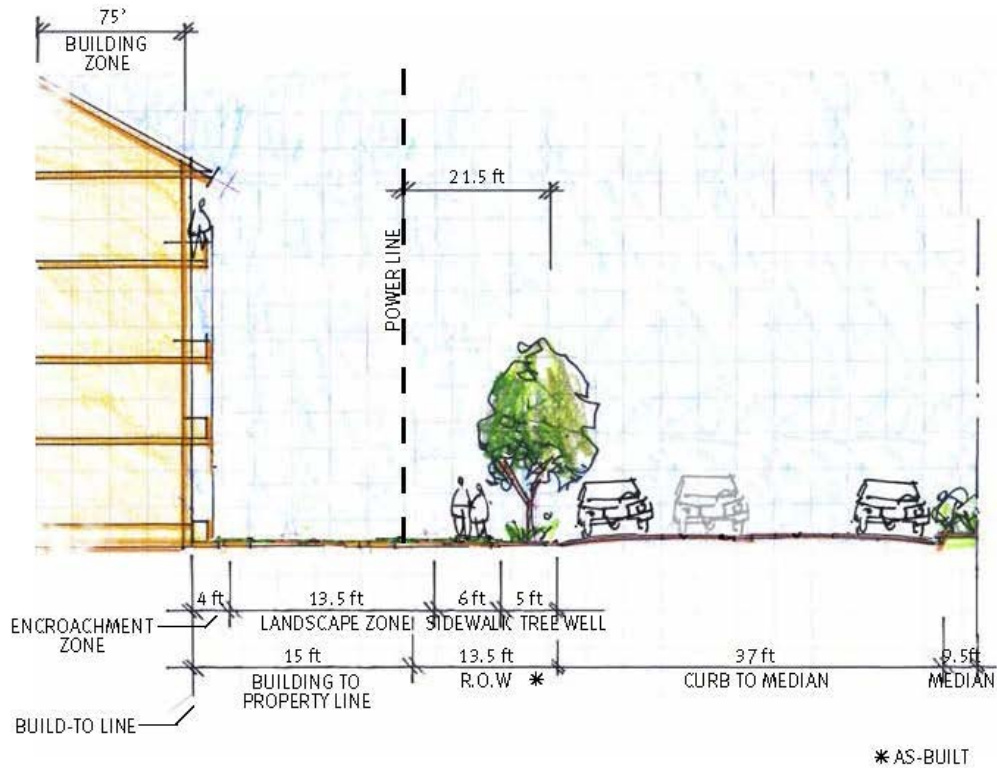 75'
BUILDING
ZONE
21.5 ft
POWER LINE
4 ft 13.5 ft 6 ft 5 ft
ENCROACHMENT
ZONE
LANDSCAPE ZONE SIDEWALK TREE WELL
15 ft 13.5 ft 37 ft 9.5ft
BUILDING TO
PROPERTY LINE
R.O.W * CURB TO MEDIAN MEDIAN
BUILD-TO LINE
* AS-BUILT